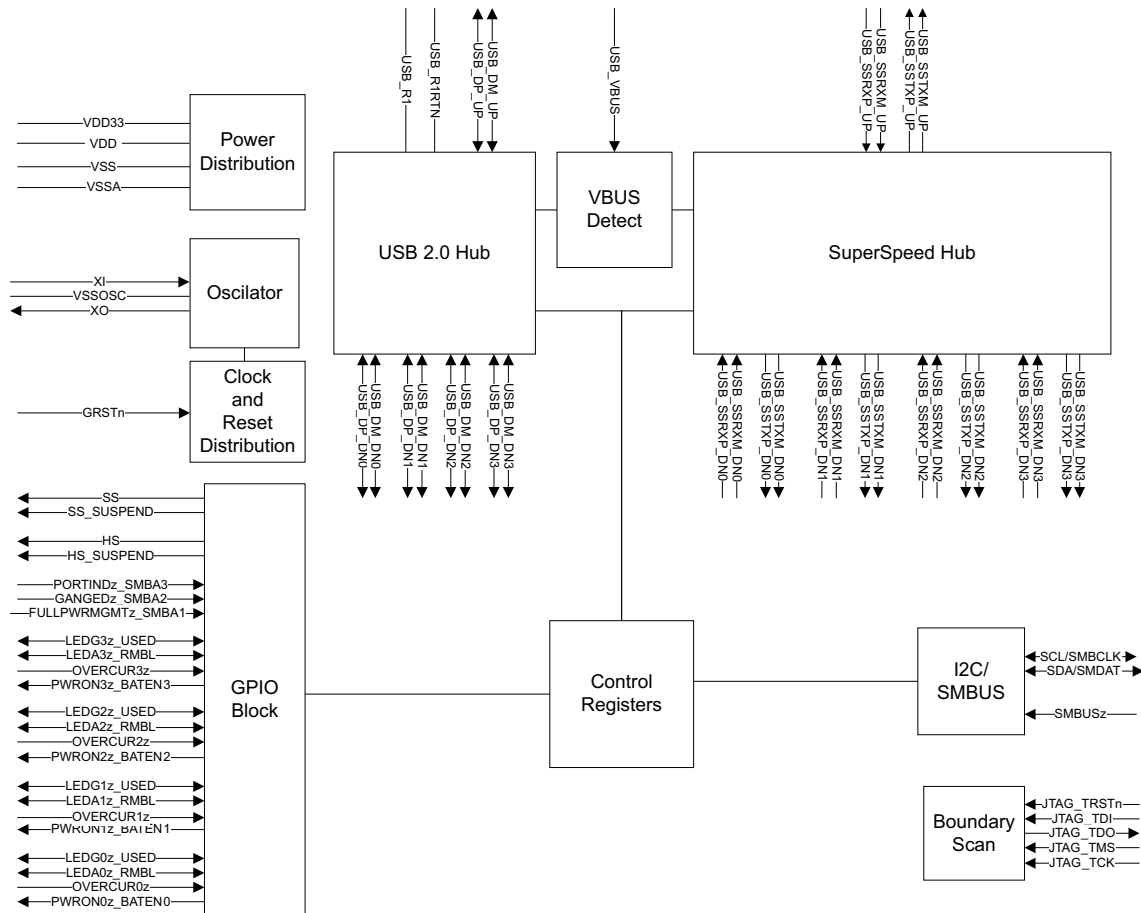 USB_R1
USB_R1RTN
USB_DP_UP
USB_DM_UP
USB_VBUS
USB_SSRXP_UP
USB_SSRXM_UP
USB_SSTXP_UP
USB_SSTXM_UP
VDD33
VDD
VSS
VSSA
Power
Distribution
USB 2.0 Hub
VBUS
Detect
SuperSpeed Hub
XI
VSSOSC
XO
Oscilator
GRSTn
Clock
and
Reset
Distribution
USB_DP_DN0
USB_DM_DN0
USB_DP_DN1
USB_DM_DN1
USB_DP_DN2
USB_DM_DN2
USB_DP_DN3
USB_DM_DN3
USB_SSRXP_DN0
USB_SSRXM_DN0
USB_SSTXP_DN0
USB_SSTXM_DN0
USB_SSRXP_DN1
USB_SSRXM_DN1
USB_SSTXP_DN1
USB_SSTXM_DN1
USB_SSRXP_DN2
USB_SSRXM_DN2
USB_SSTXP_DN2
USB_SSTXM_DN2
USB_SSRXP_DN3
USB_SSRXM_DN3
USB_SSTXP_DN3
USB_SSTXM_DN3
SS
SS_SUSPEND
HS
HS_SUSPEND
PORTINDz_SMBA3
GANGEDz_SMBA2
FULLPWRMGMTz_SMBA1
LEDG3z_USED
LEDA3z_RMBL
OVERCUR3z
PWRON3z_BATEN3
LEDG2z_USED
LEDA2z_RMBL
OVERCUR2z
PWRON2z_BATEN2
LEDG1z_USED
LEDA1z_RMBL
OVERCUR1z
PWRON1z_BATEN1
LEDG0z_USED
LEDA0z_RMBL
OVERCUR0z
PWRON0z_BATEN0
GPIO
Block
Control
Registers
I2C/
SMBUS
SCL/SMBCLK
SDA/SMDAT
SMBUSz
Boundary
Scan
JTAG_TRSTn
JTAG_TDI
JTAG_TDO
JTAG_TMS
JTAG_TCK